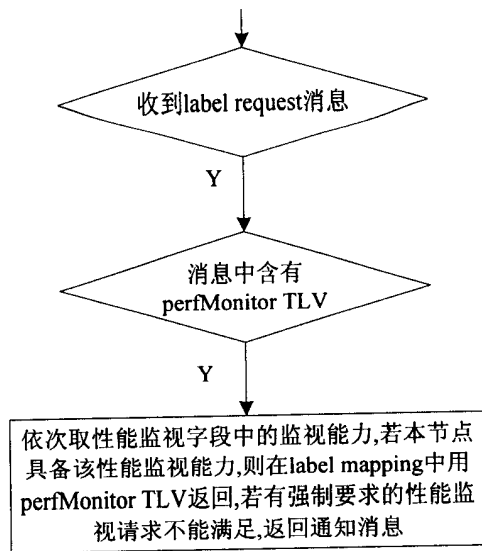 收到label request消息
Y
消息中含有
perfMonitor TLV
Y
依次取性能监视字段中的监视能力,若本节点
具备该性能监视能力,则在label mapping中用
perfMonitor TLV返回,若有强制要求的性能监
视请求不能满足,返回通知消息